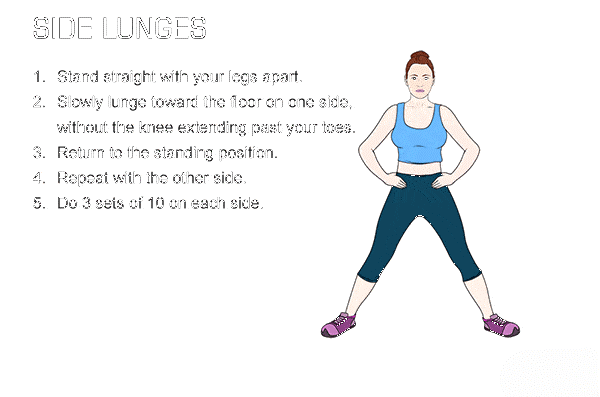 SIDE LUNGES
1. Stand straight with your legs apart.
2. Slowly lunge toward the floor on one side,
without the knee extending past your toes.
3. Return to the standing position.
4. Repeat with the other side.
5. Do 3 sets of 10 on each side.